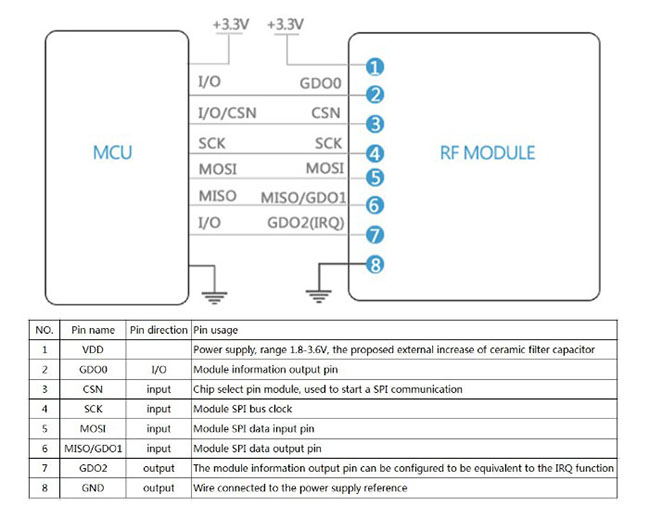 +3.3V +3.3V
1
I/O GDO0
2
I/O/CSN CSN
3
SCK SCK
MCU RF MODULE
4
MOSI MOSI
5
MISO MISO/GDO1
6
I/O GDO2(IRQ)
7
8
NO. Pin name Pin direction Pin usage
1 VDD Power supply, range 1.8-3.6V, the proposed external increase of ceramic filter capacitor
2 GDO0 I/O Module information output pin
3 CSN input Chip select pin module, used to start a SPI communication
4 SCK input Module SPI bus clock
5 MOSI input Module SPI data input pin
6 MISO/GDO1 input Module SPI data output pin
7 GDO2 output The module information output pin can be configured to be equivalent to the IRQ function
8 GND output Wire connected to the power supply reference